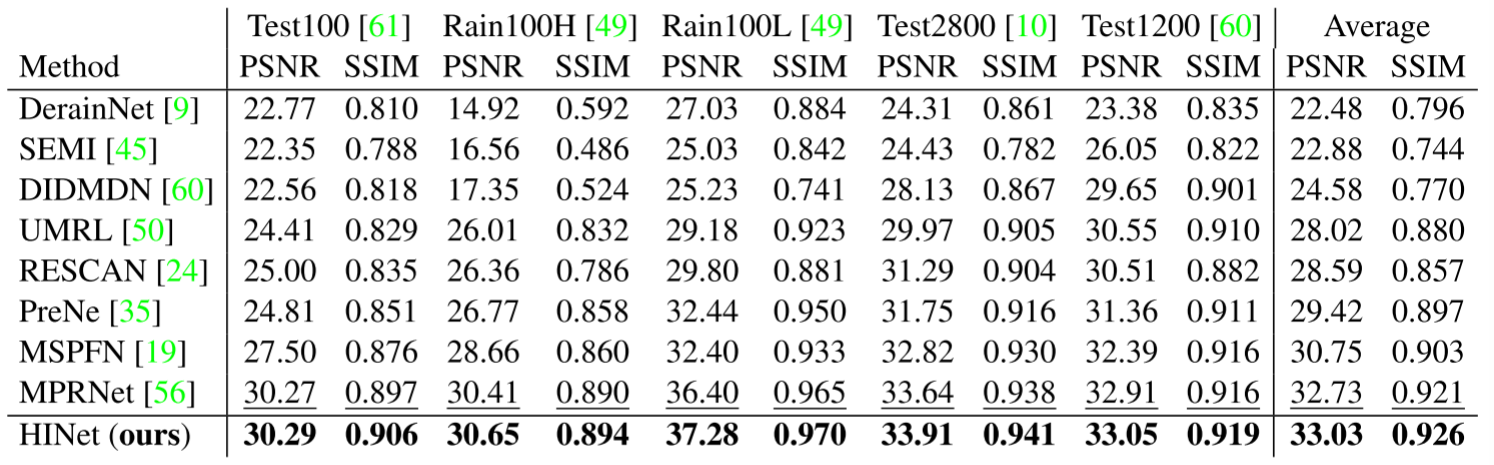 Test100 [61] Rain100H [49] Rain100L [49] Test2800 [10] Test1200 [60] Average
Method PSNR SSIM PSNR SSIM PSNR SSIM PSNR SSIM PSNR SSIM PSNR SSIM
DerainNet [9] 22.77 0.810 14.92 0.592 27.03 0.884 24.31 0.861 23.38 0.835 22.48 0.796
SEMI [45] 22.35 0.788 16.56 0.486 25.03 0.842 24.43 0.782 26.05 0.822 22.88 0.744
DIDMDN [60] 22.56 0.818 17.35 0.524 25.23 0.741 28.13 0.867 29.65 0.901 24.58 0.770
UMRL [50] 24.41 0.829 26.01 0.832 29.18 0.923 29.97 0.905 30.55 0.910 28.02 0.880
RESCAN [24] 25.00 0.835 26.36 0.786 29.80 0.881 31.29 0.904 30.51 0.882 28.59 0.857
PreNe [35] 24.81 0.851 26.77 0.858 32.44 0.950 31.75 0.916 31.36 0.911 29.42 0.897
MSPFN [19] 27.50 0.876 28.66 0.860 32.40 0.933 32.82 0.930 32.39 0.916 30.75 0.903
MPRNet [56] 30.27 0.897 30.41 0.890 36.40 0.965 33.64 0.938 32.91 0.916 32.73 0.921
HINet (ours) 30.29 0.906 30.65 0.894 37.28 0.970 33.91 0.941 33.05 0.919 33.03 0.926